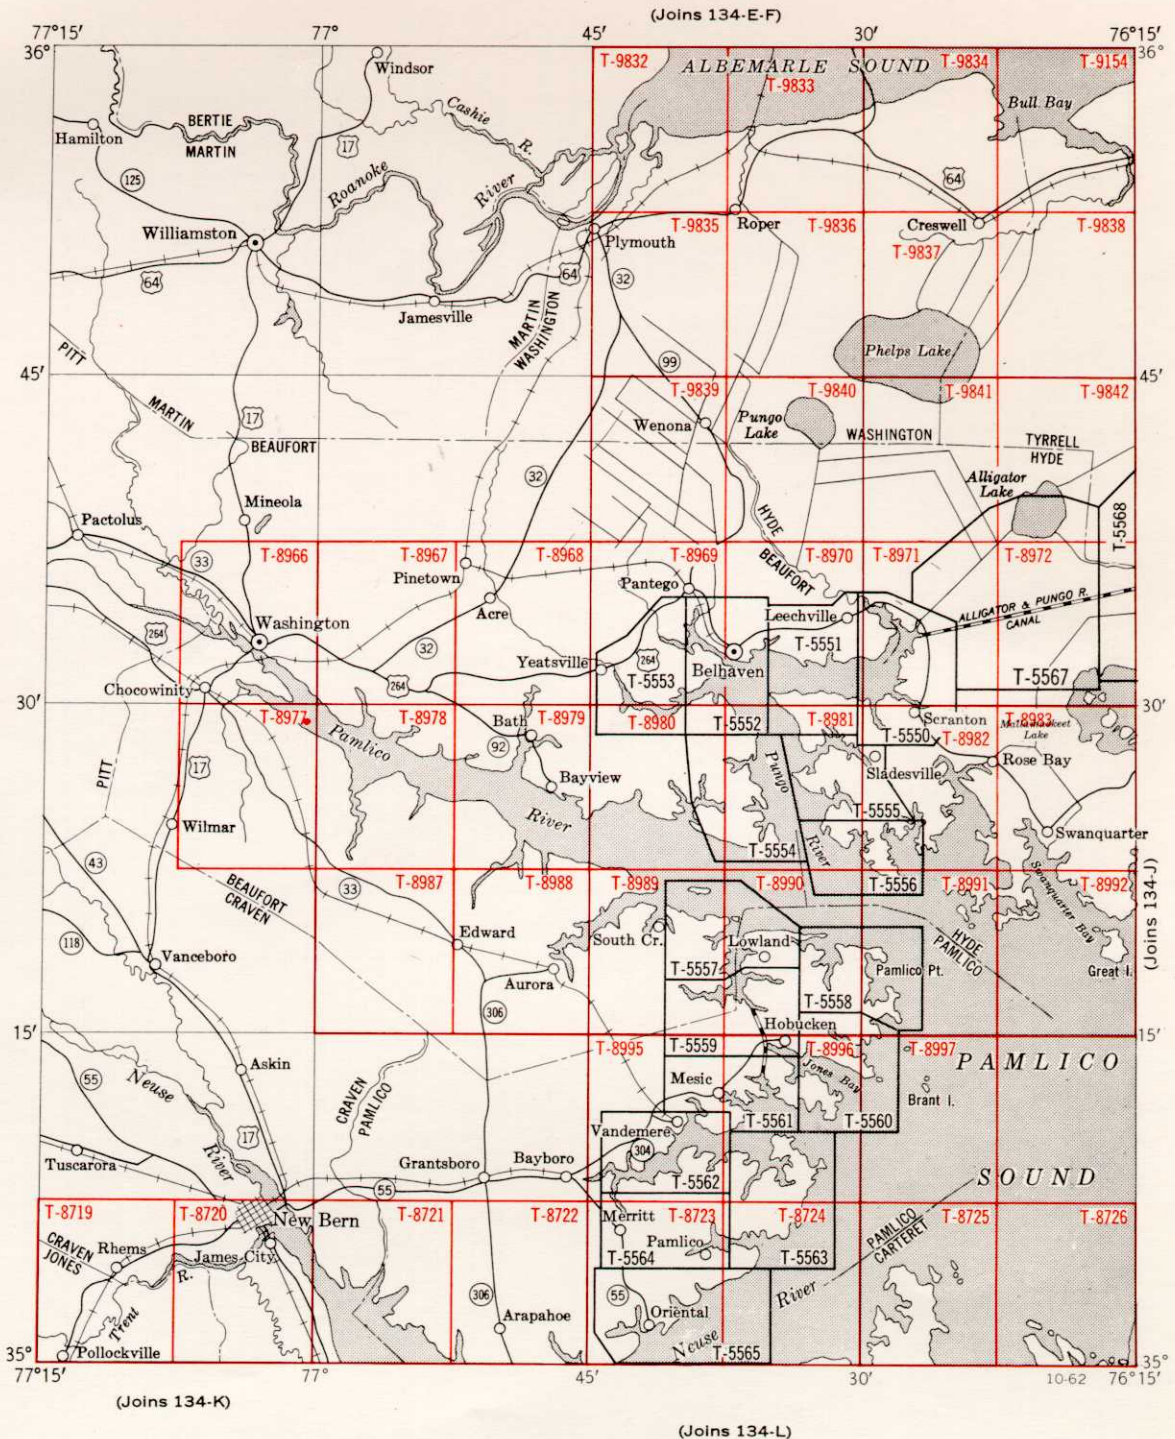 (Joins 134-E-F)
77°15′
77°
45′
30′
76°15′
36°
36°
T-9832
ALBEMARLE SOUND
T-9833
T-9834
T-9154
Windsor
Cashie
R.
Bull Bay
Hamilton
BERTIE
MARTIN
17
125
Roanoke
River
64
Williamston
T-9835
Roper
T-9836
Creswell
T-9837
T-9838
Plymouth
64
64
32
Jamesville
MARTIN
WASHINGTON
Phelps Lake
PITT
99
45′
45′
T-9839
T-9840
T-9841
T-9842
MARTIN
17
Pungo
Lake
Wenona
WASHINGTON
TYRRELL
HYDE
BEAUFORT
32
Alligator
Lake
Mineola
Pactolus
HYDE
BEAUFORT
T-5568
33
T-8966
T-8967
T-8968
T-8969
T-8970
T-8971
T-8972
Pinetown
Pantego
Acre
Leechville
ALLIGATOR & PUNGO R.
CANAL
264
Washington
32
Yeatsville
264
T-5551
T-5553
Belhaven
T-5567
Chocowinity
264
30′
30′
T-8977
T-8978
Bath
T-8979
T-8980
T-5552
T-8981
Scranton
T-5550
T-8982
T-8983
Mattamuskeet
Lake
Pamlico
92
PITT
17
Bayview
Pungo
Sladesville
Rose Bay
River
T-5555
Wilmar
River
T-5554
Swanquarter
43
T-8987
T-8988
T-8989
T-8990
T-5556
T-8991
T-8992
Swanquarter Bay
BEAUFORT
CRAVEN
33
(Joins 134-J)
118
Edward
South Cr.
Lowland
HYDE
PAMLICO
Vanceboro
T-5557
Pamlico Pt.
Great I.
Aurora
T-5558
306
15′
15′
Hobucken
T-8995
T-5559
T-8996
T-8997
PAMLICO
Askin
Jones Bay
55
Neuse
Mesic
Brant I.
CRAVEN
PAMLICO
T-5561
T-5560
Vandemere
17
River
304
Tuscarora
Grantsboro
Bayboro
T-5562
SOUND
55
T-8719
T-8720
New Bern
T-8721
T-8722
Merritt
T-8723
T-8724
T-8725
T-8726
PAMLICO
CARTERET
CRAVEN
JONES
Rhems
James City
Pamlico
T-5564
T-5563
R.
Trent
306
55
River
Arapahoe
Oriental
Neuse
T-5565
Pollockville
35°
35°
77°15′
77°
45′
30′
10-62
76°15′
(Joins 134-K)
(Joins 134-L)